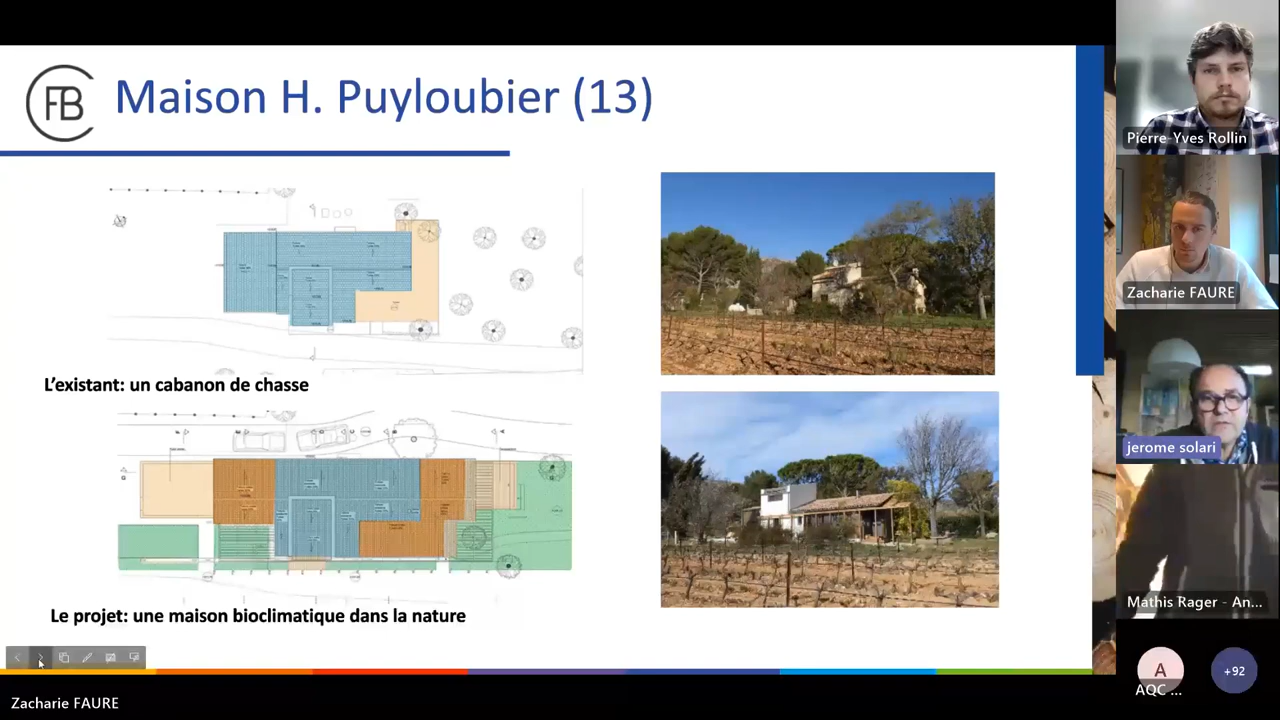 FB
Maison H. Puyloubier (13)
L’existant: un cabanon de chasse
Le projet: une maison bioclimatique dans la nature
Pierre-Yves Rollin
Zacharie FAURE
jerome solari
Mathis Rager - An...
A
AQC ...
+92
Zacharie FAURE